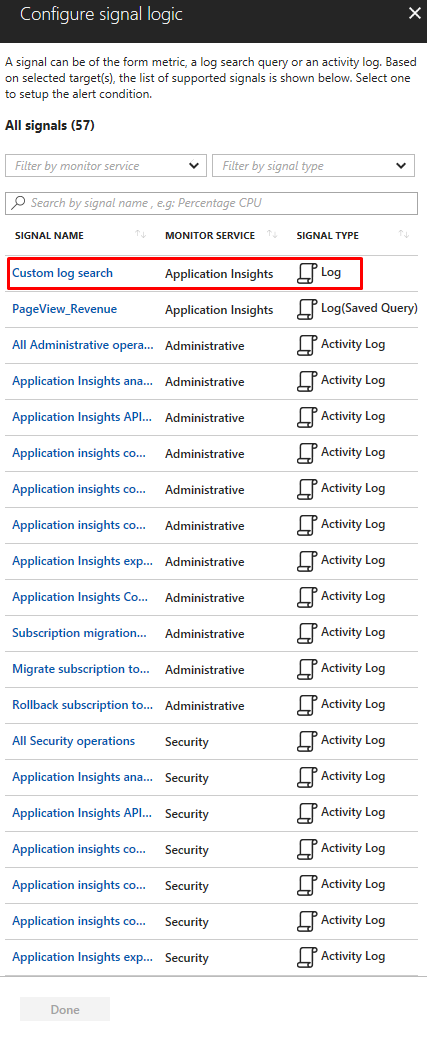 Configure signal logic
A signal can be of the form metric, a log search query or an activity log. Based
on selected target(s), the list of supported signals is shown below. Select one
to setup the alert condition.
All signals (57)
Filter by monitor service Filter by signal type
Search by signal name , e.g: Percentage CPU
SIGNAL NAME MONITOR SERVICE SIGNAL TYPE
Custom log search Application Insights Log
PageView_Revenue Application Insights Log(Saved Query)
All Administrative opera... Administrative Activity Log
Application Insights ana... Administrative Activity Log
Application Insights API... Administrative Activity Log
Application insights co... Administrative Activity Log
Application insights co... Administrative Activity Log
Application insights co... Administrative Activity Log
Application Insights exp... Administrative Activity Log
Application Insights Co... Administrative Activity Log
Subscription migration... Administrative Activity Log
Migrate subscription to... Administrative Activity Log
Rollback subscription to... Administrative Activity Log
All Security operations Security Activity Log
Application Insights ana... Security Activity Log
Application Insights API... Security Activity Log
Application insights co... Security Activity Log
Application insights co... Security Activity Log
Application insights co... Security Activity Log
Application Insights exp... Security Activity Log
Done